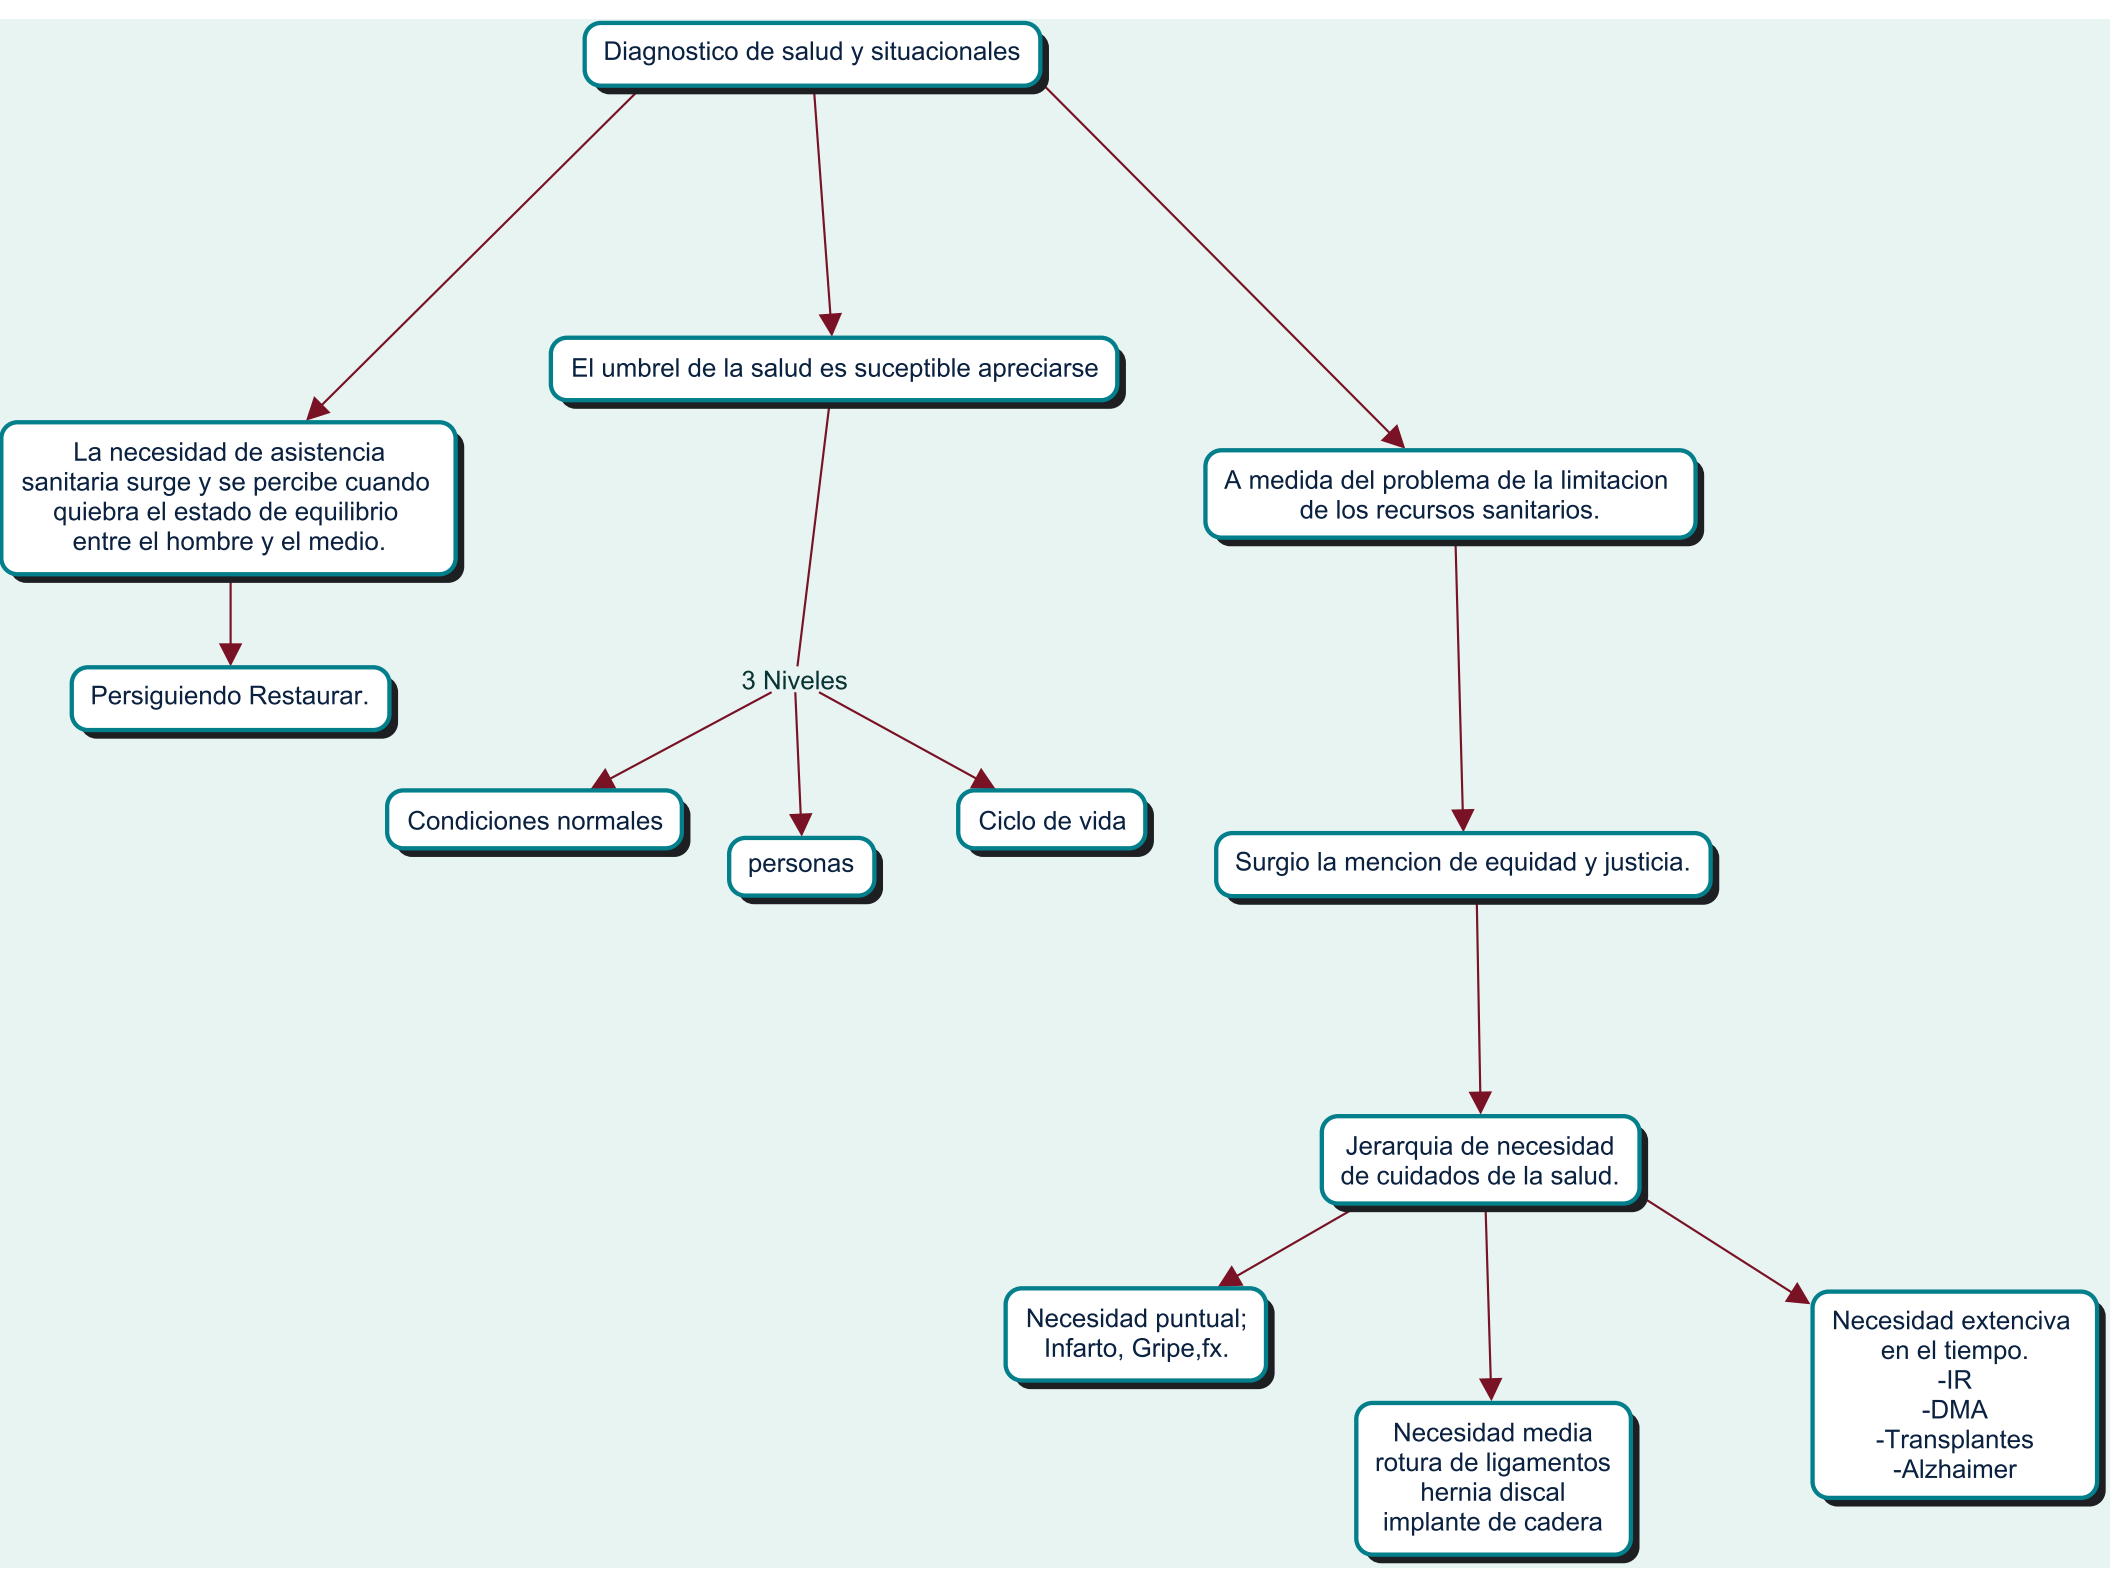 Diagnostico de salud y situacionales
El umbrel de la salud es suceptible apreciarse
La necesidad de asistencia
sanitaria surge y se percibe cuando
quiebra el estado de equilibrio
entre el hombre y el medio.
A medida del problema de la limitacion
de los recursos sanitarios.
Persiguiendo Restaurar.
3 Niveles
Condiciones normales
personas
Ciclo de vida
Surgio la mencion de equidad y justicia.
Jerarquia de necesidad
de cuidados de la salud.
Necesidad puntual;
Infarto, Gripe,fx.
Necesidad media
rotura de ligamentos
hernia discal
implante de cadera
Necesidad extenciva
en el tiempo.
-IR
-DMA
-Transplantes
-Alzhaimer